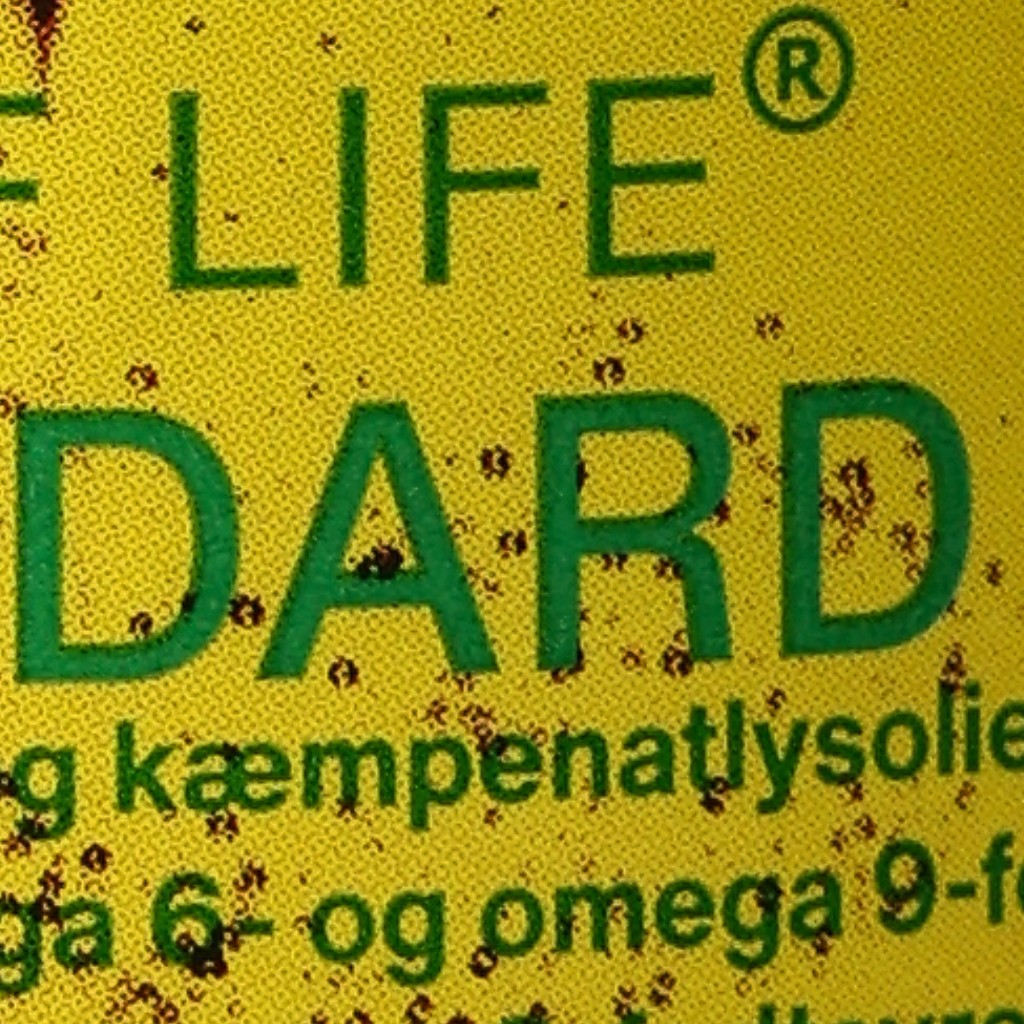 F LIFE®
DARD
g kæmpenatlysolie
ga 6- og omega 9-f